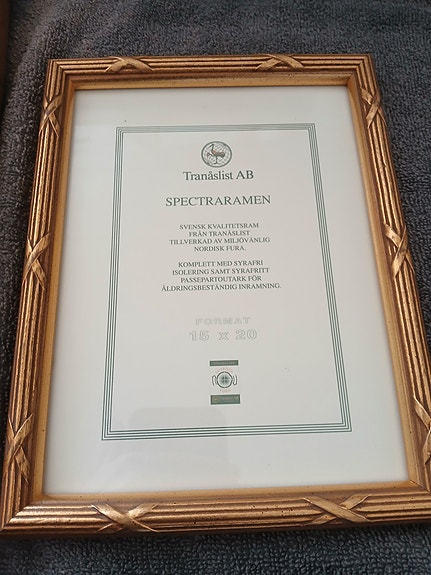 Tranåslist AB
SPECTRARAMEN
SVENSK KVALITETSRAM
FRÅN TRANÅSLIST
TILLVERKAD AV MILJÖVÄNLIG
NORDISK FURA.
KOMPLETT MED SYRAFRI
ISOLERING SAMT SYRAFRITT
PASSEPARTOUTARK FÖR
ÅLDRINGSBESTÄNDIG INRAMNING.
FORMAT
15 x 20